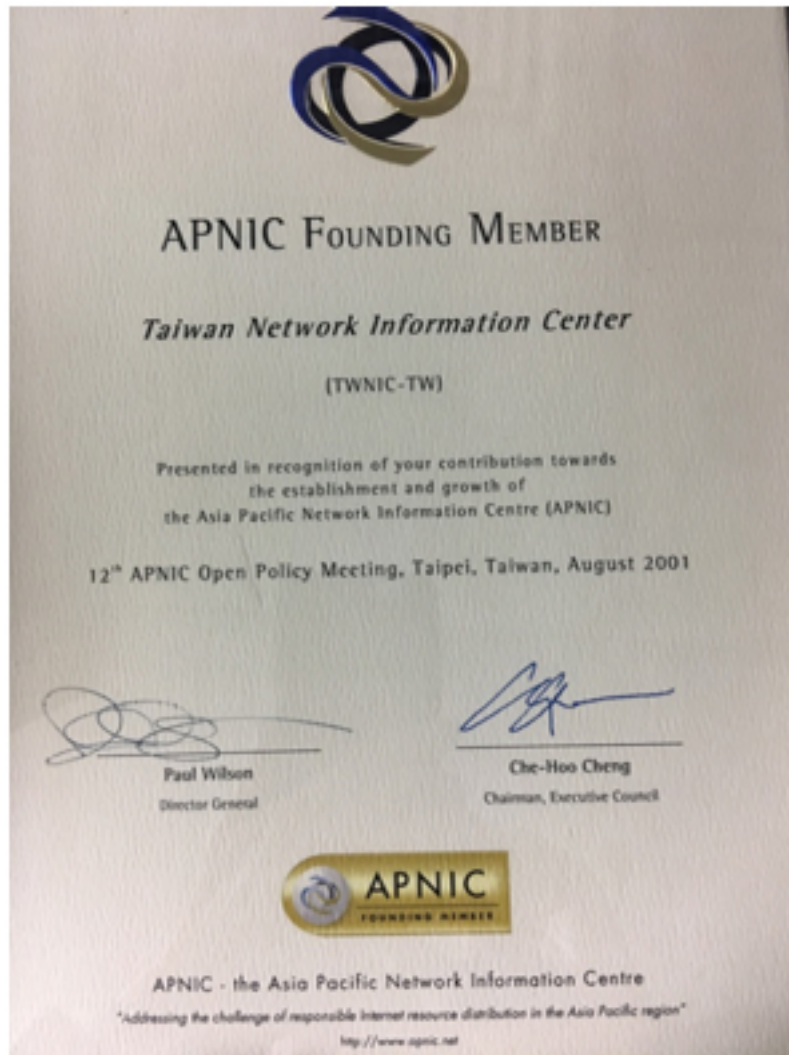 APNIC FOUNDING MEMBER
Taiwan Network Information Center
(TWNIC-TW)
Presented in recognition of your contribution towards
the establishment and growth of
the Asia Pacific Network Information Centre (APNIC)
12th APNIC Open Policy Meeting, Taipei, Taiwan, August 2001
Paul Wilson
Director General
Che-Hoo Cheng
Chairman, Executive Council
APNIC
FOUNDING MEMBER
APNIC - the Asia Pacific Network Information Centre
"Addressing the challenge of responsible Internet resource distribution in the Asia Pacific region"
http://www.apnic.net